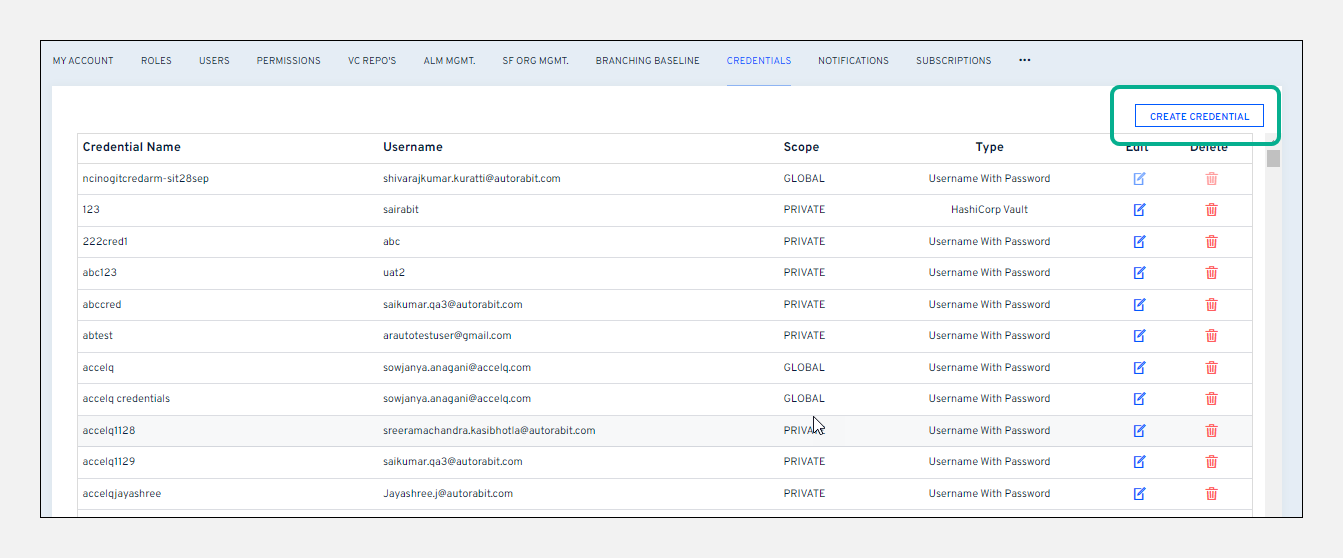 MY ACCOUNT ROLES USERS PERMISSIONS VC REPO'S ALM MGMT. SF ORG MGMT. BRANCHING BASELINE CREDENTIALS NOTIFICATIONS SUBSCRIPTIONS •••
CREATE CREDENTIAL
Credential Name Username Scope Type Edit Delete
ncinogitcredarm-sit28sep shivarajkumar.kuratti@autorabit.com GLOBAL Username With Password
123 sairabit PRIVATE HashiCorp Vault
222cred1 abc PRIVATE Username With Password
abc123 uat2 PRIVATE Username With Password
abccred saikumar.qa3@autorabit.com PRIVATE Username With Password
abtest arautotestuser@gmail.com PRIVATE Username With Password
accelq sowjanya.anagani@accelq.com GLOBAL Username With Password
accelq credentials sowjanya.anagani@accelq.com GLOBAL Username With Password
accelq1128 sreeramachandra.kasibhotla@autorabit.com PRIVATE Username With Password
accelq1129 saikumar.qa3@autorabit.com PRIVATE Username With Password
accelqjayashree Jayashree.j@autorabit.com PRIVATE Username With Password